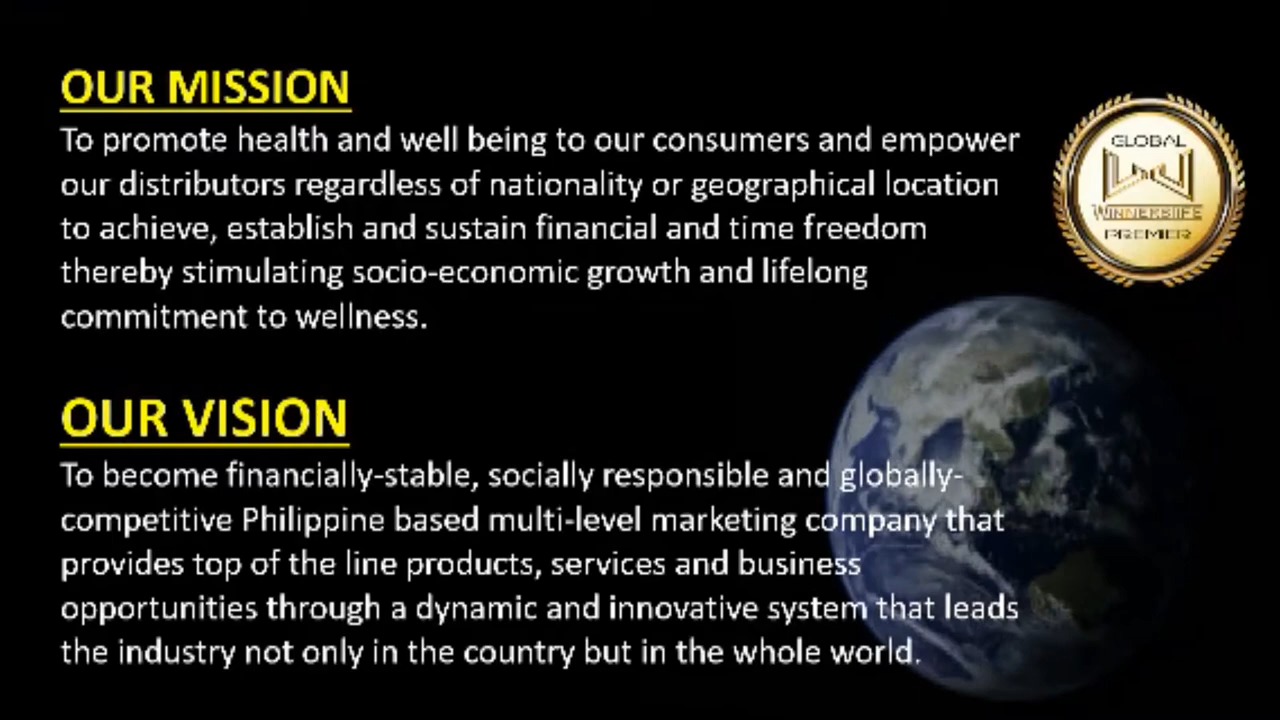 OUR MISSION
To promote health and well being to our consumers and empower
our distributors regardless of nationality or geographical location
to achieve, establish and sustain financial and time freedom
thereby stimulating socio-economic growth and lifelong
commitment to wellness.
GLOBAL
WINNERSLIFE
PREMIER
OUR VISION
To become financially-stable, socially responsible and globally-
competitive Philippine based multi-level marketing company that
provides top of the line products, services and business
opportunities through a dynamic and innovative system that leads
the industry not only in the country but in the whole world.